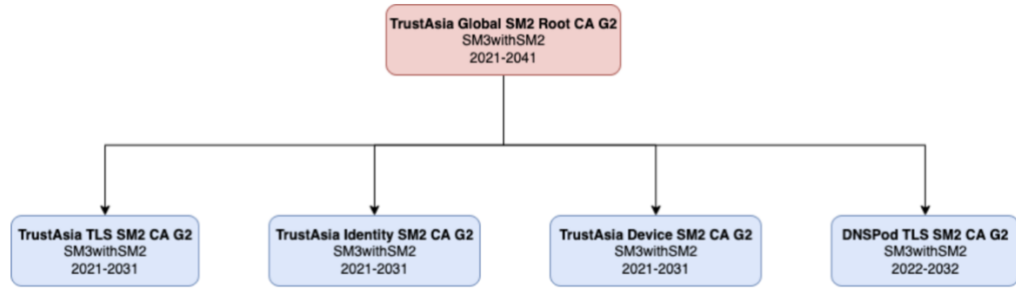 TrustAsia Global SM2 Root CA G2
SM3withSM2
2021-2041
TrustAsia TLS SM2 CA G2
SM3withSM2
2021-2031
TrustAsia Identity SM2 CA G2
SM3withSM2
2021-2031
TrustAsia Device SM2 CA G2
SM3withSM2
2021-2031
DNSPod TLS SM2 CA G2
SM3withSM2
2022-2032